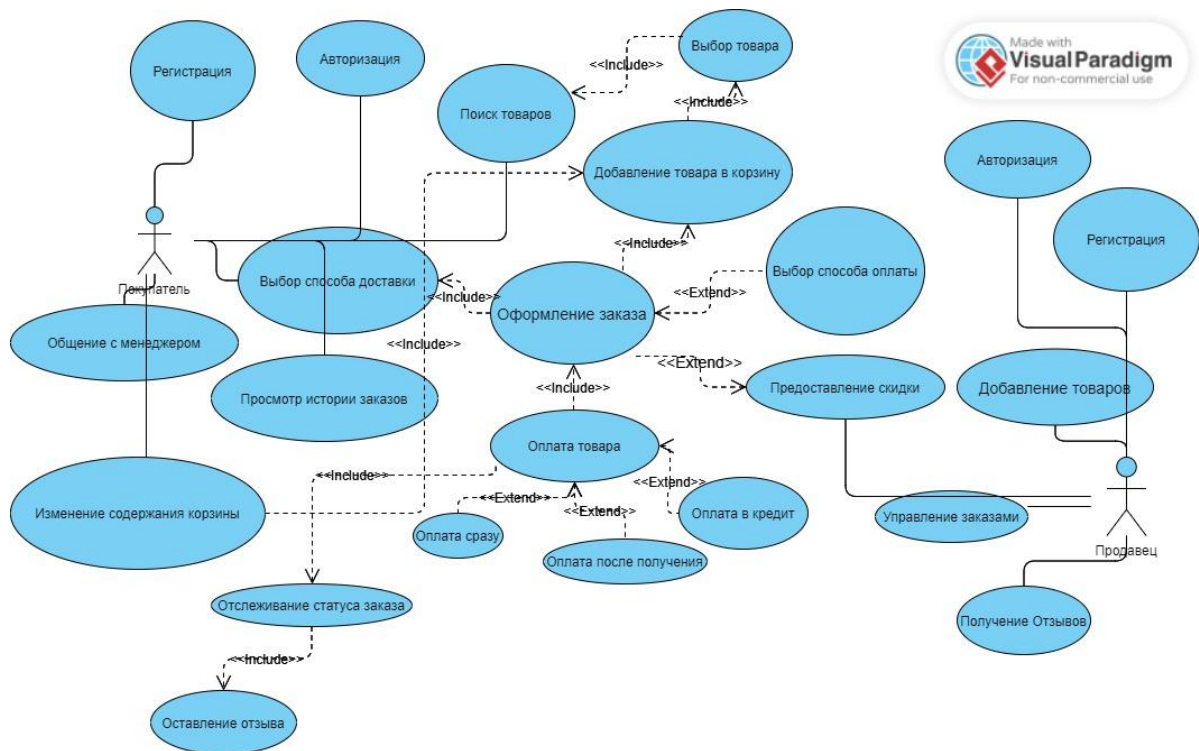 Made with
VisualParadigm
For non-commercial use
Регистрация
Авторизация
Выбор товара
<<Include>>
Поиск товаров
<<Include>>
Добавление товара в корзину
Авторизация
Регистрация
<<Include>>
Покупатель
Выбор способа доставки
<<Include>>
Оформление заказа
<<Extend>>
Выбор способа оплаты
Общение с менеджером
<<Include>>
<<Extend>>
Просмотр истории заказов
<<Include>>
Предоставление скидки
Добавление товаров
Оплата товара
<<Include>>
<<Extend>>
<<Extend>>
<<Extend>>
Изменение содержания корзины
Оплата сразу
Оплата в кредит
Управление заказами
Продавец
Оплата после получения
Отслеживание статуса заказа
Получение Отзывов
<<Include>>
Оставление отзыва